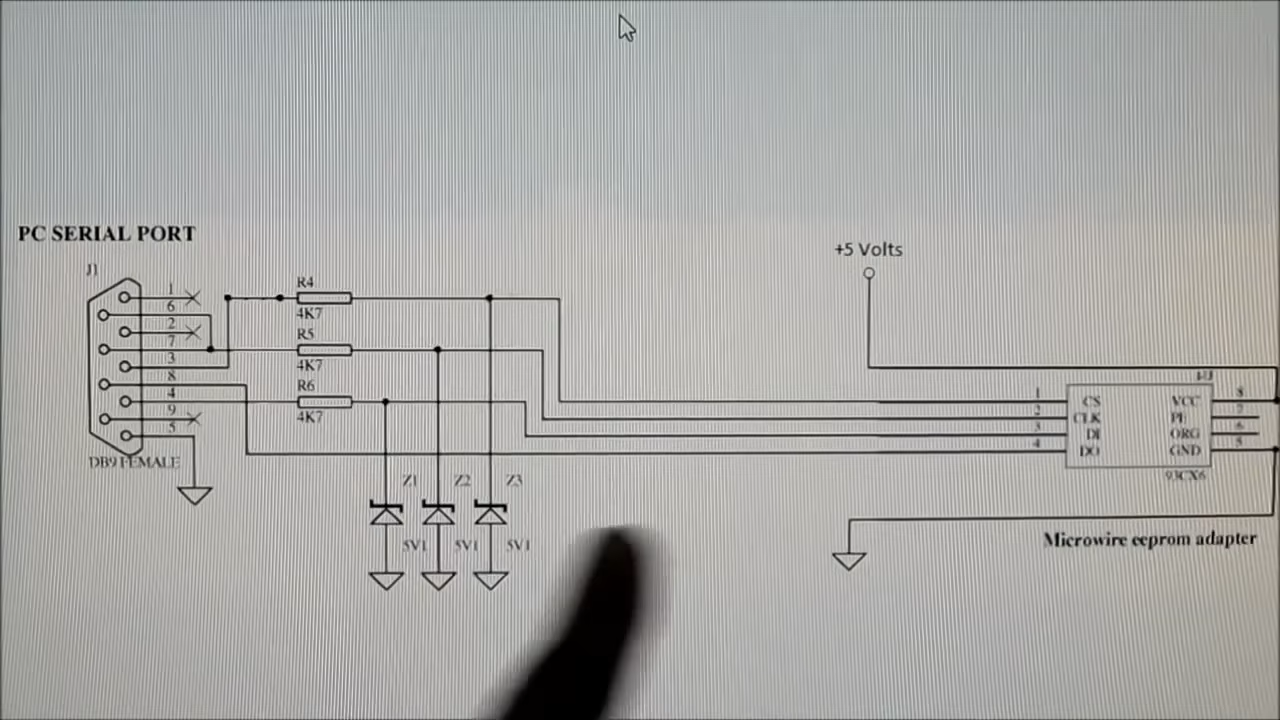 +5 Volts
PC SERIAL PORT
J1
1
6
2
7
3
8
4
9
5
DB9 FEMALE
R4
4K7
R5
4K7
R6
4K7
Z1
Z2
Z3
5V1
5V1
5V1
1
2
3
4
CS
CLK
DI
DO
VCC
PE
ORG
GND
8
7
6
5
93CX6
Microwire eeprom adapter